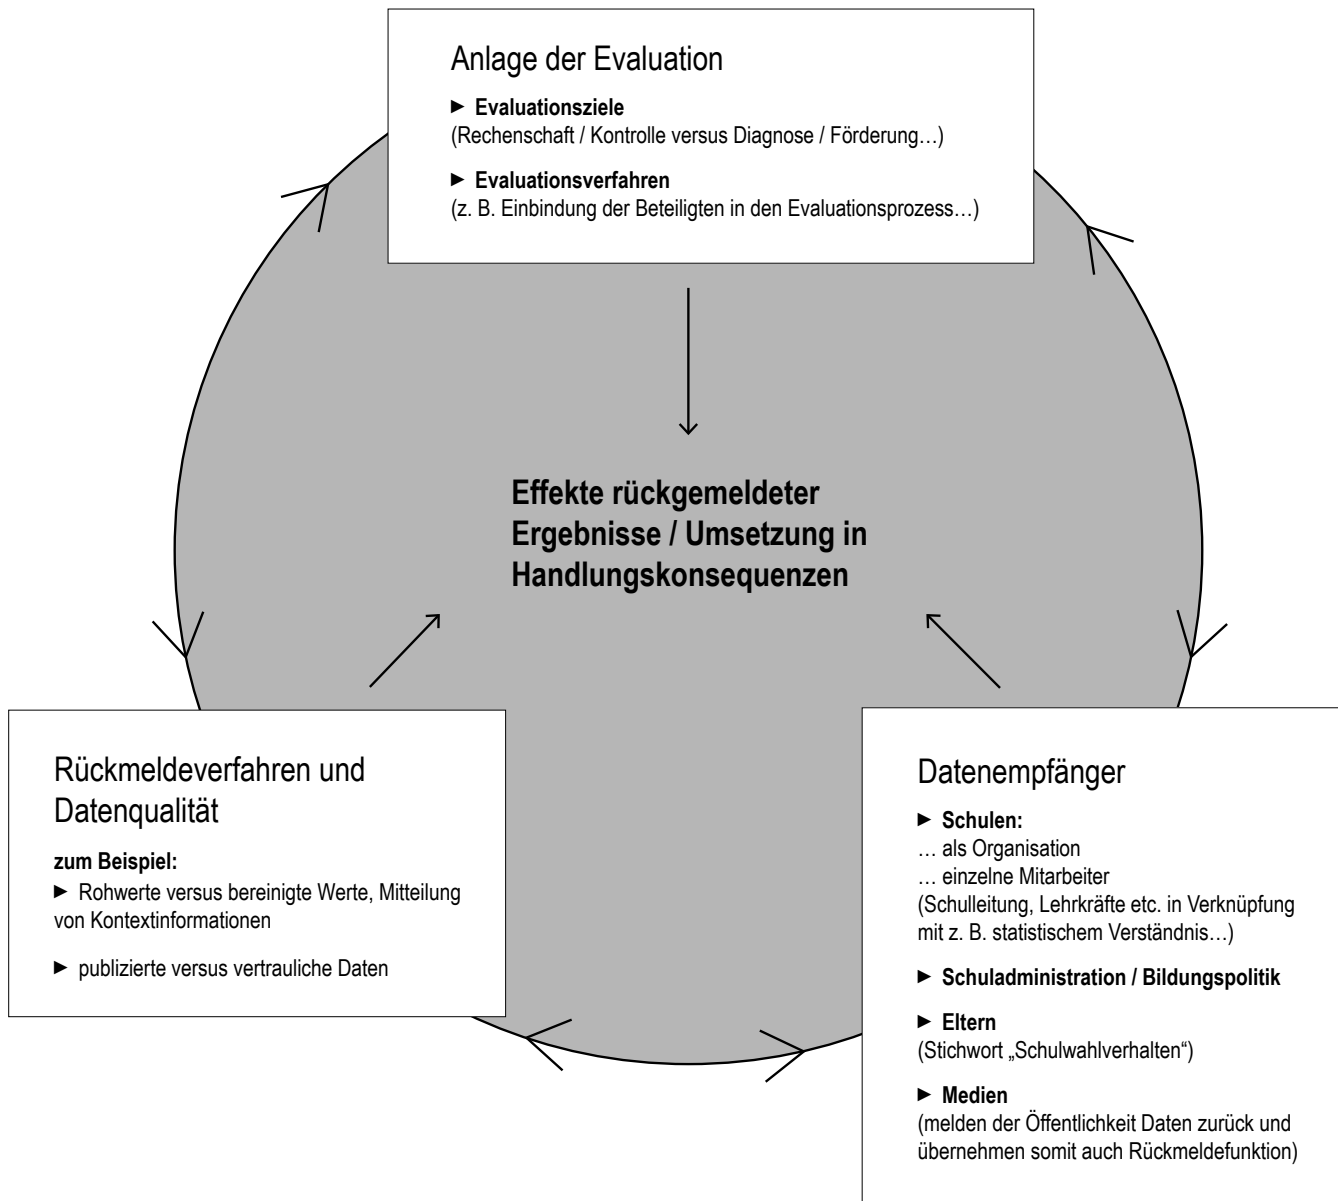 Anlage der Evaluation
► Evaluationsziele
(Rechenschaft / Kontrolle versus Diagnose / Förderung…)
► Evaluationsverfahren
(z. B. Einbindung der Beteiligten in den Evaluationsprozess…)
Effekte rückgemeldeter
Ergebnisse / Umsetzung in
Handlungskonsequenzen
Rückmeldeverfahren und
Datenqualität
zum Beispiel:
► Rohwerte versus bereinigte Werte, Mitteilung
von Kontextinformationen
► publizierte versus vertrauliche Daten
Datenempfänger
► Schulen:
… als Organisation
… einzelne Mitarbeiter
(Schulleitung, Lehrkräfte etc. in Verknüpfung
mit z. B. statistischem Verständnis…)
► Schuladministration / Bildungspolitik
► Eltern
(Stichwort „Schulwahlverhalten“)
► Medien
(melden der Öffentlichkeit Daten zurück und
übernehmen somit auch Rückmeldefunktion)